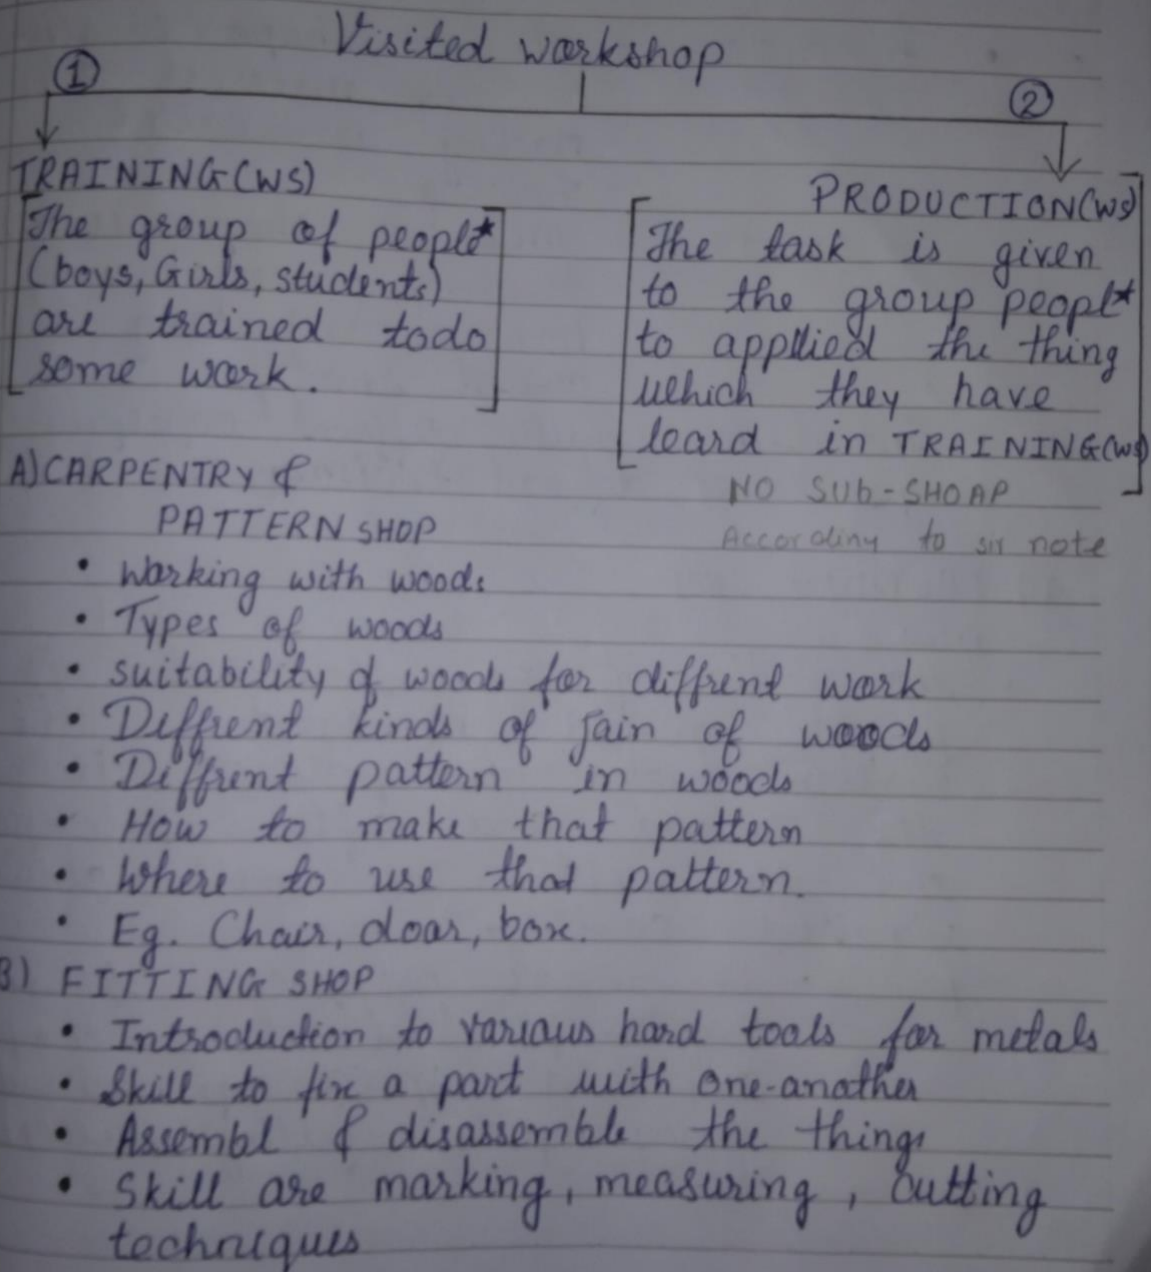 Visited workshop
① ②
TRAINING(WS)
The group of people*
(boys, Girls, students)
are trained todo
some work.
PRODUCTION(WS)
The task is given
to the group peopl*
to appllied the thing
which they have
leard in TRAINING(WS)
NO SUb-SHOAP
Accordiny to sir note
A) CARPENTRY &
PATTERN SHOP
• Working with woods
• Types of woods
• suitability of woods for diffrent work
• Diffrent kinds of jain of woods
• Diffrent pattern in woods
• How to make that pattern
• Where to use that pattern.
• Eg. Chair, door, box.
B) FITTING SHOP
• Introduction to various hard tools for metals
• Skill to fix a part with one-another
• Assembl & disassemble the things
• Skill are marking, measuring, cutting
techniques